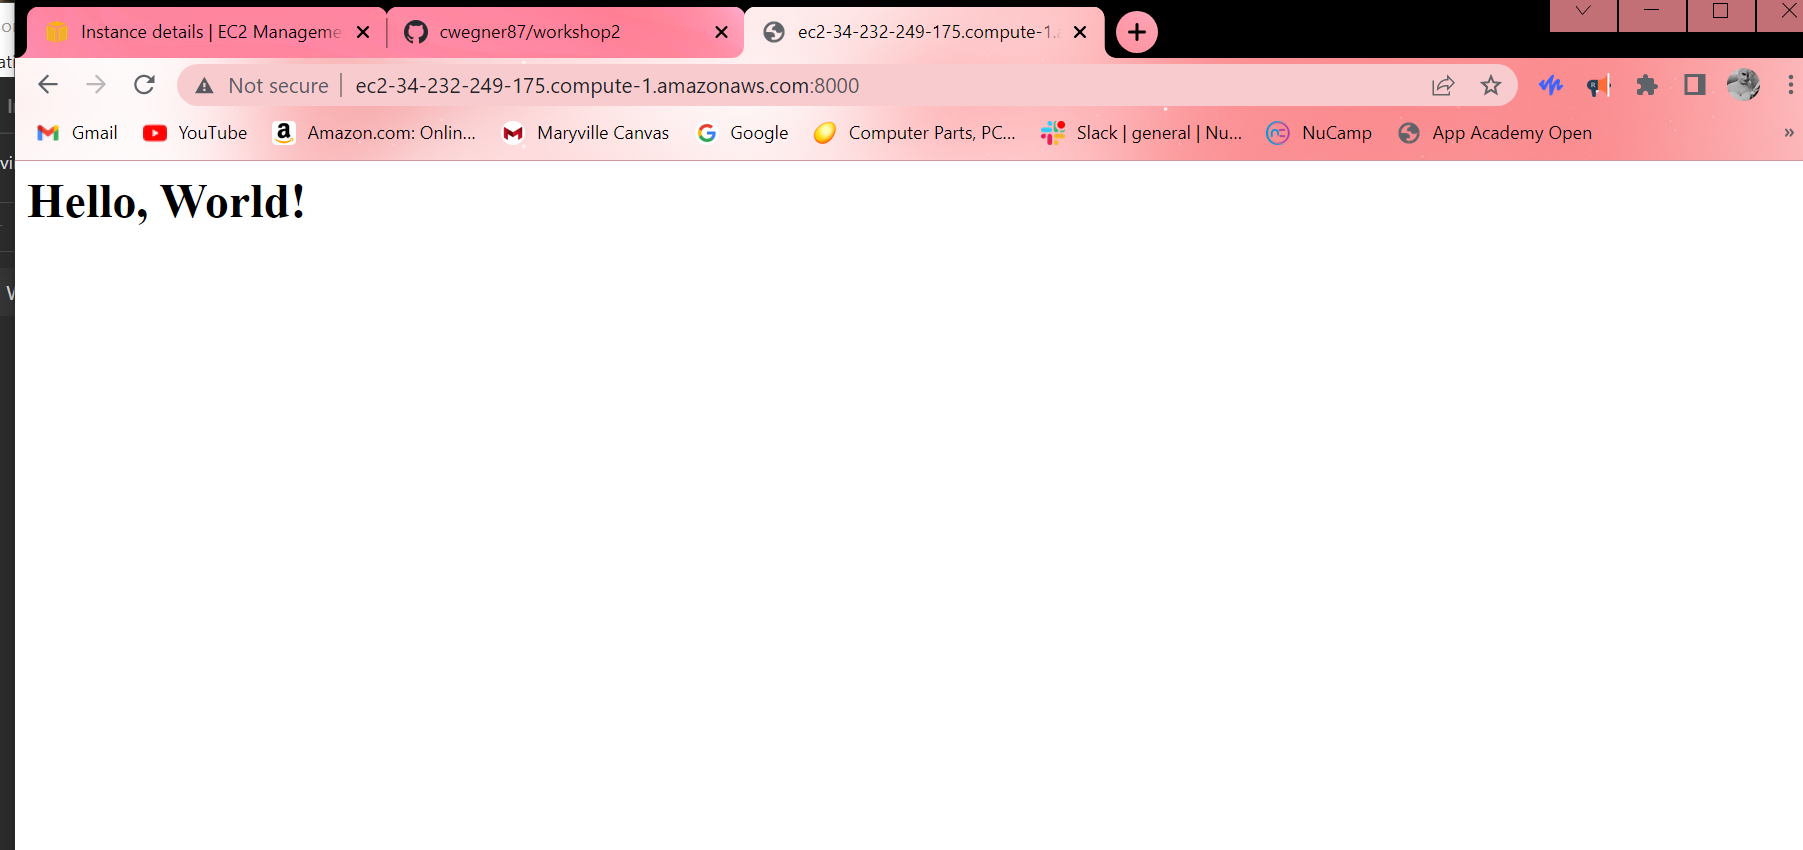 Instance details | EC2 Manageme
cwegner87/workshop2
ec2-34-232-249-175.compute-1.
Not secure | ec2-34-232-249-175.compute-1.amazonaws.com:8000
Gmail YouTube Amazon.com: Onlin... Maryville Canvas Google Computer Parts, PC... Slack | general | Nu... NuCamp App Academy Open »
Hello, World!